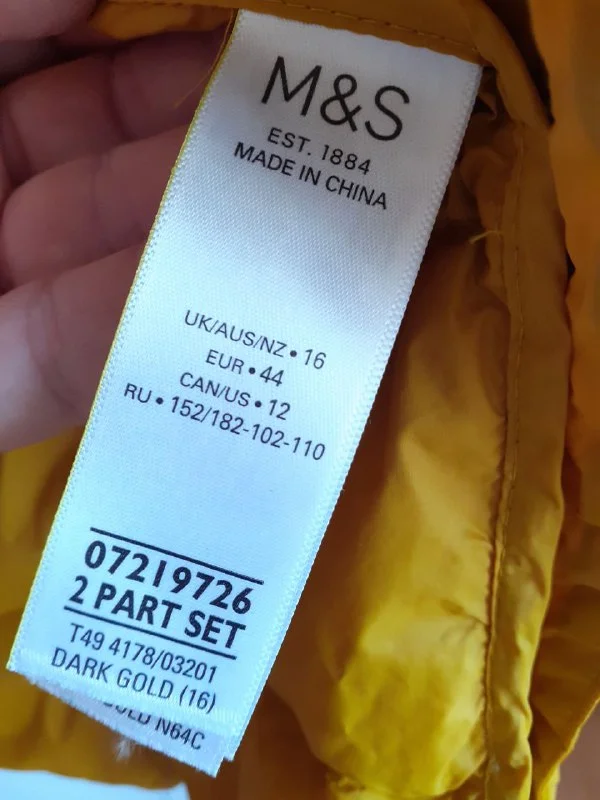 M&S
EST. 1884
MADE IN CHINA
UK/AUS/NZ • 16
EUR • 44
CAN/US • 12
RU • 152/182-102-110
07219726
2 PART SET
T49 4178/03201
DARK GOLD (16)
N64C